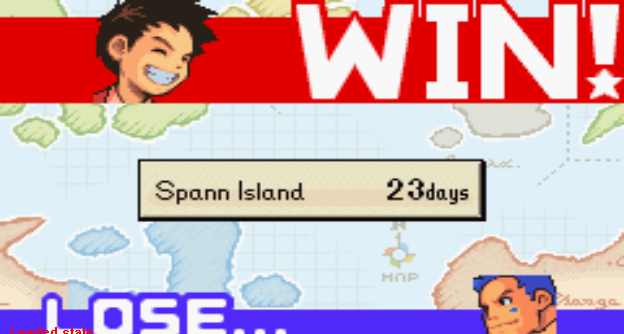 WIN!
Spann Island 23days
N
MAP
LOSE...
Loaded state